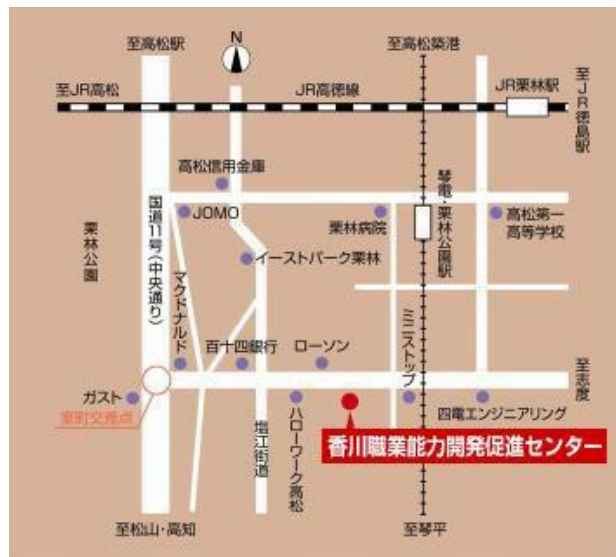 至高松駅
N
至高松築港
至JR高松
JR高徳線
JR栗林駅
至JR徳島駅
高松信用金庫
国道11号(中央通り)
JOMO
栗林病院
琴電・栗林公園駅
高松第一
高等学校
栗林公園
イーストパーク栗林
マクドナルド
百十四銀行
ローソン
ミニストップ
至志度
ガスト
室町交差点
塩江街道
ハローワーク高松
四電エンジニアリング
香川職業能力開発促進センター
至松山・高知
至琴平